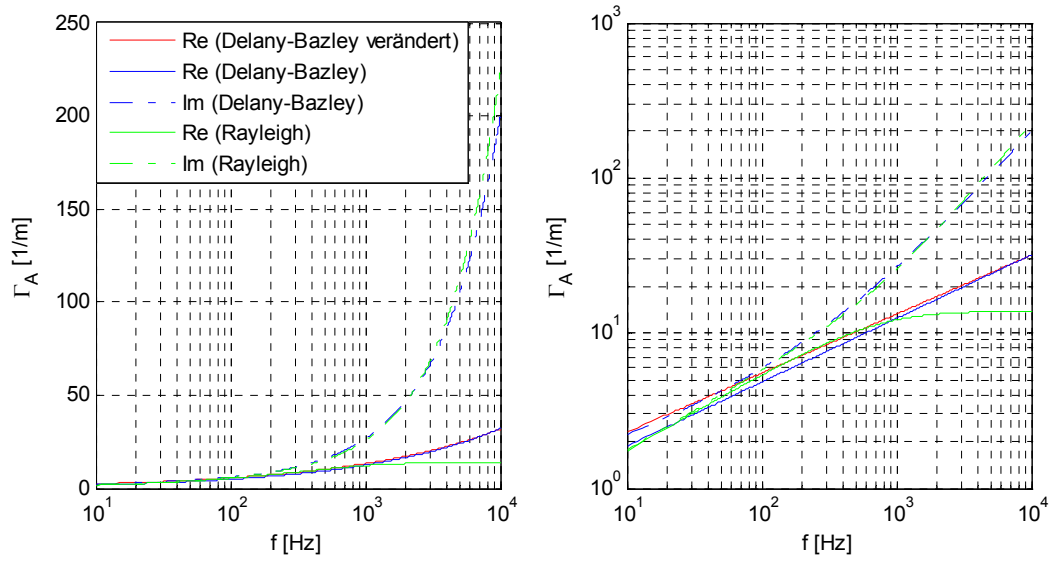 250
200
150
100
50
0
Γ_A [1/m]
Re (Delany-Bazley verändert)
Re (Delany-Bazley)
Im (Delany-Bazley)
Re (Rayleigh)
Im (Rayleigh)
10^1
10^2
10^3
10^4
f [Hz]
10^3
10^2
10^1
10^0
Γ_A [1/m]
10^1
10^2
10^3
10^4
f [Hz]